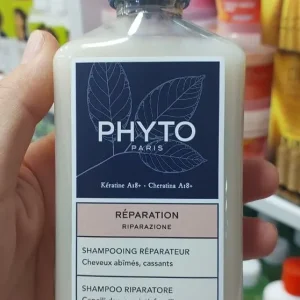 PHYTO
PARIS
Kératine A18+ - Cheratina A18+
RÉPARATION
RIPARAZIONE
SHAMPOOING RÉPARATEUR
Cheveux abîmés, cassants
SHAMPOO RIPARATORE